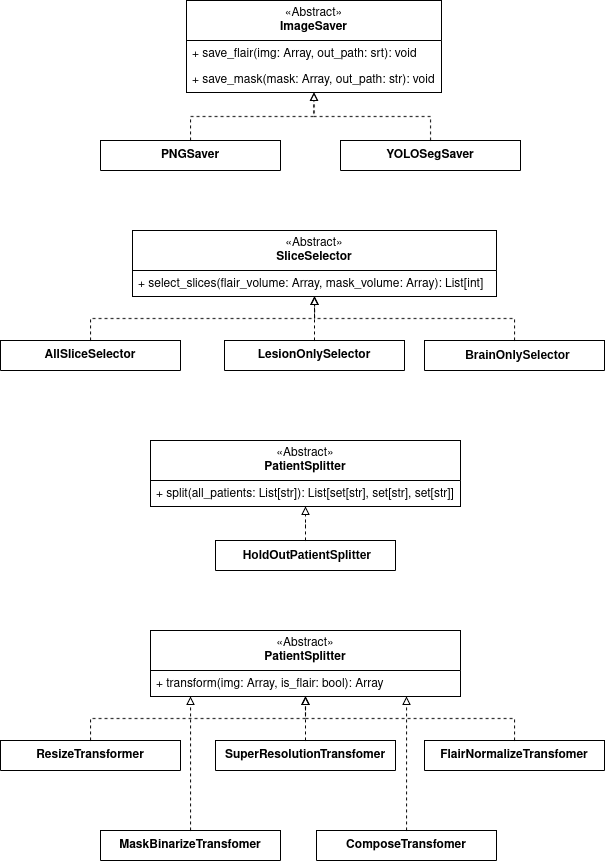 «Abstract»
ImageSaver
+ save_flair(img: Array, out_path: srt): void
+ save_mask(mask: Array, out_path: str): void
PNGSaver
YOLOSegSaver
«Abstract»
SliceSelector
+ select_slices(flair_volume: Array, mask_volume: Array): List[int]
AllSliceSelector
LesionOnlySelector
BrainOnlySelector
«Abstract»
PatientSplitter
+ split(all_patients: List[str]): List[set[str], set[str], set[str]]
HoldOutPatientSplitter
«Abstract»
PatientSplitter
+ transform(img: Array, is_flair: bool): Array
ResizeTransformer
SuperResolutionTransfomer
FlairNormalizeTransfomer
MaskBinarizeTransfomer
ComposeTransfomer